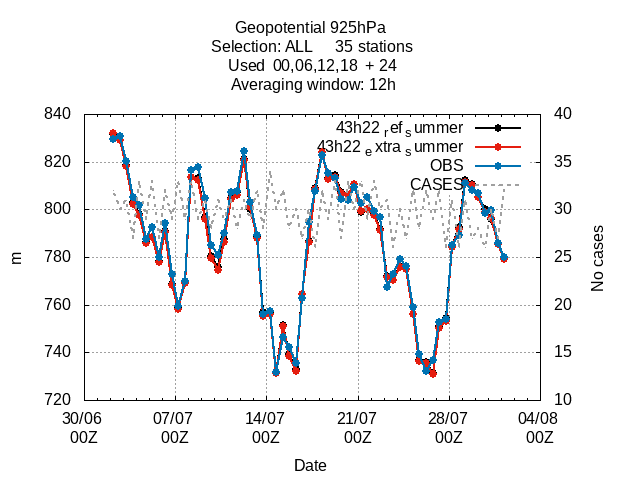 Geopotential 925hPa
Selection: ALL 35 stations
Used 00,06,12,18 + 24
Averaging window: 12h
840 40
43h22 ref summer
43h22 extra summer
820 OBS 35
CASES
800 30
780 25
m
No cases
760 20
740 15
720 10
30/06 07/07 14/07 21/07 28/07 04/08
00Z 00Z 00Z 00Z 00Z 00Z
Date